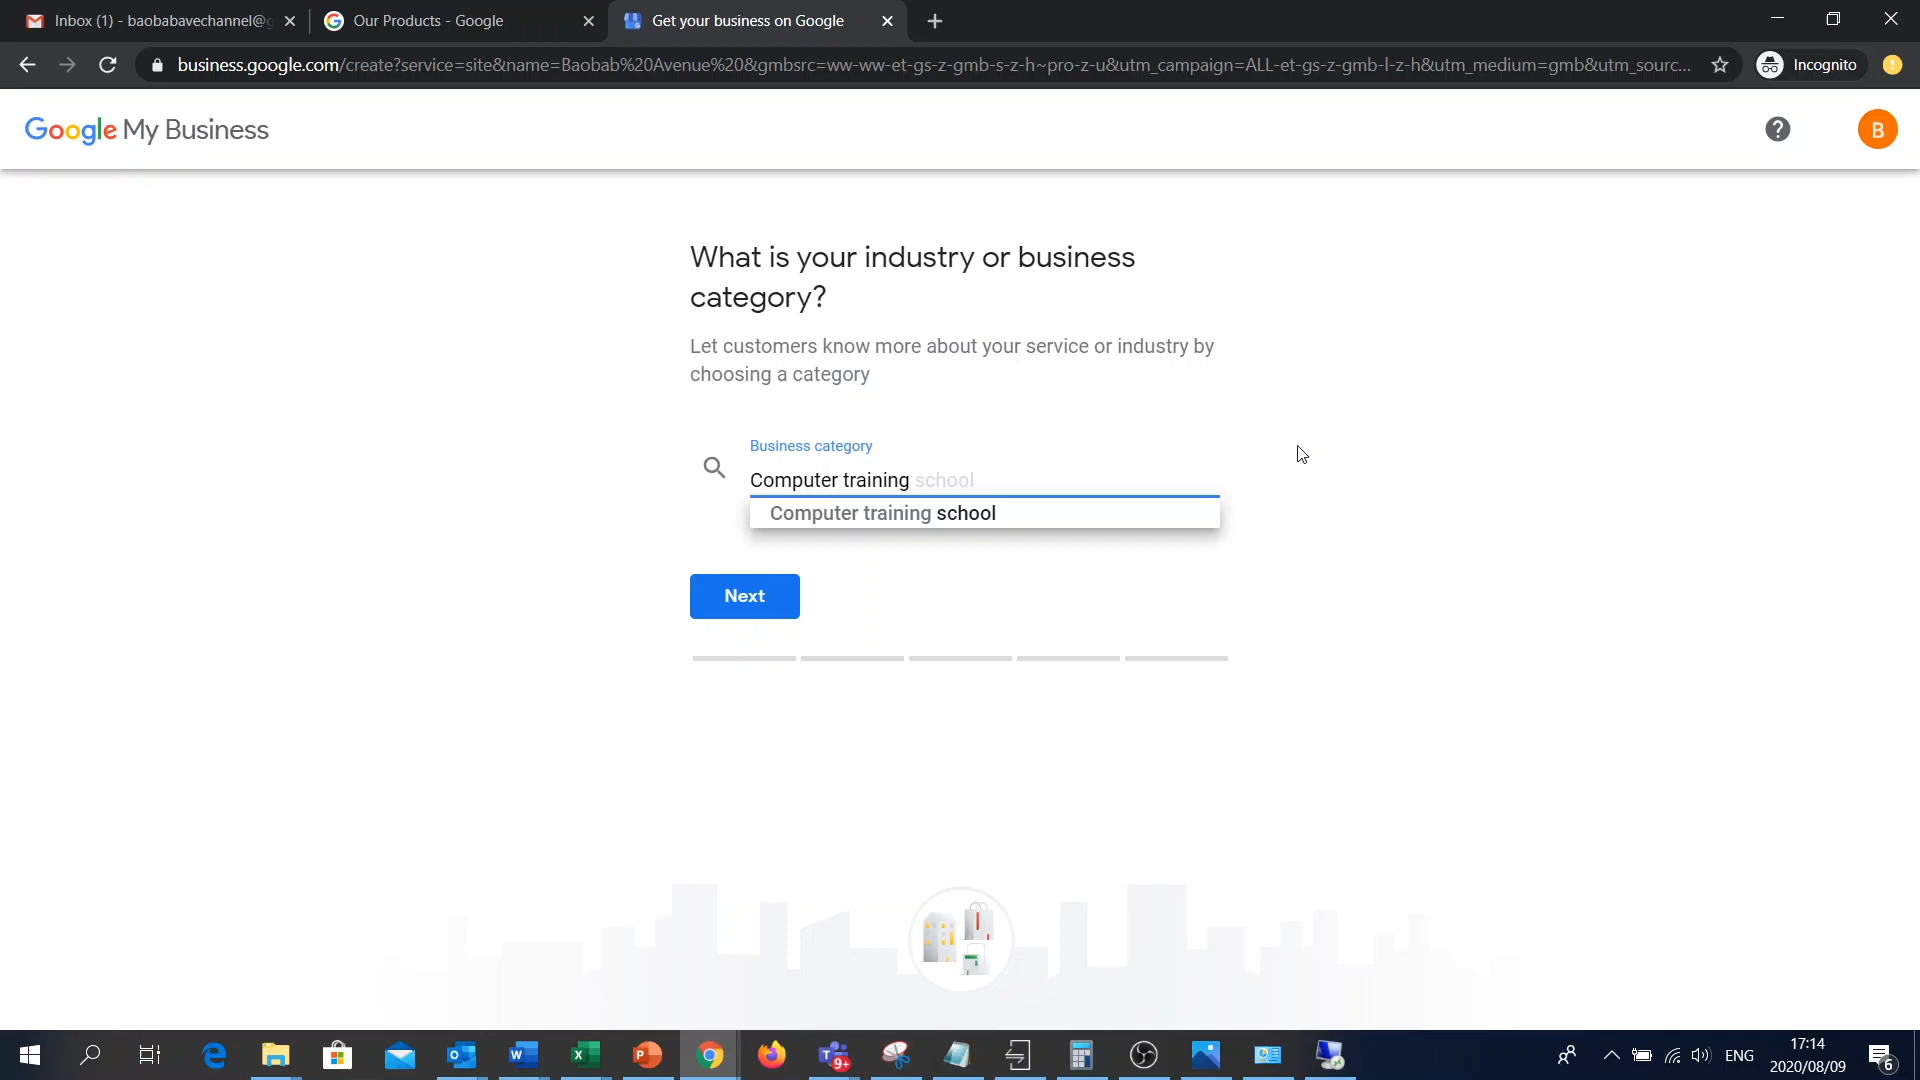 Inbox (1) - baobabavechannel@g
Our Products - Google
Get your business on Google
business.google.com/create?service=site&name=Baobab%20Avenue%20&gmbsrc=ww-ww-et-gs-z-gmb-s-z-h~pro-z-u&utm_campaign=ALL-et-gs-z-gmb-l-z-h&utm_medium=gmb&utm_sourc...
Incognito
Google My Business
B
What is your industry or business
category?
Let customers know more about your service or industry by
choosing a category
Business category
Computer training school
Computer training school
Next
9+
ENG
17:14
2020/08/09
6